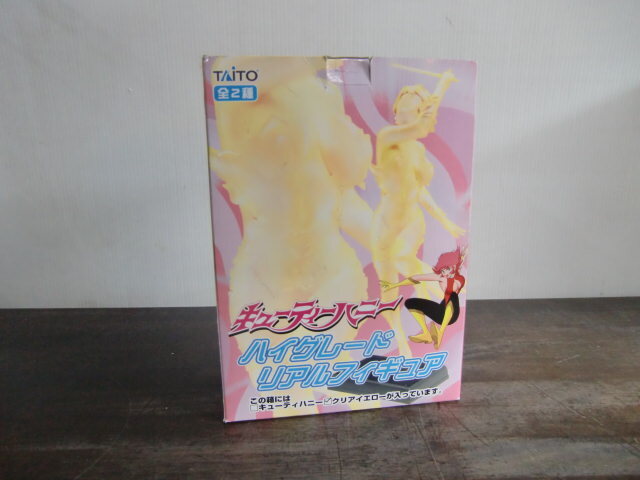 TAITO
全2種
キューティーハニー
ハイグレード
リアルフィギュア
この箱には
□キューティハニー☑クリアイエローが入っています。